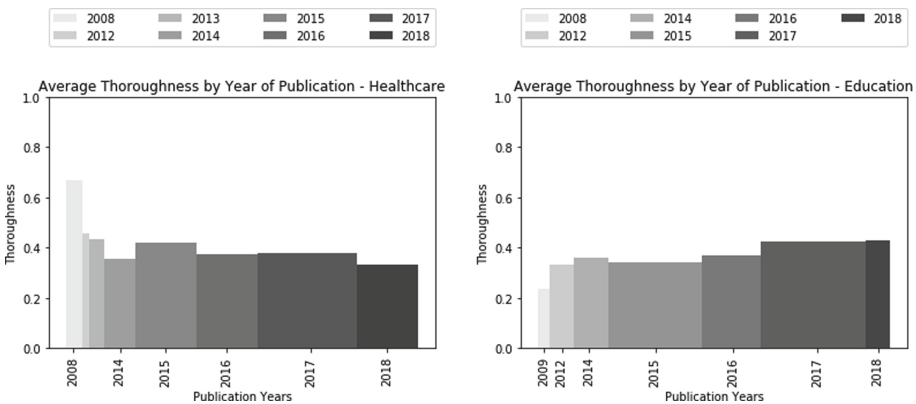 2008 2013 2015 2017
2012 2014 2016 2018
Average Thoroughness by Year of Publication - Healthcare
1.0
0.8
0.6
0.4
0.2
0.0
Thoroughness
2008 2014 2015 2016 2017 2018
Publication Years
2008 2014 2016 2018
2012 2015 2017
Average Thoroughness by Year of Publication - Education
1.0
0.8
0.6
0.4
0.2
0.0
Thoroughness
2009 2012 2014 2015 2016 2017 2018
Publication Years